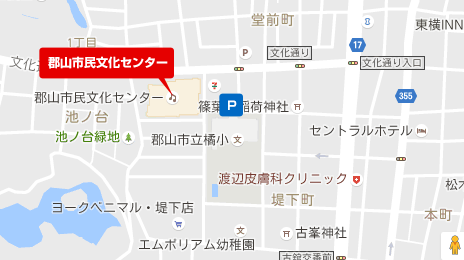 堂前町
東横INN
1丁目
文化通り
17
文化通り入口
郡山市民文化センター
文化
郡山市民文化センター
P
篠葉 稲荷神社
355
池ノ台
池ノ台緑地
郡山市立橘小
セントラルホテル
渡辺皮膚科クリニック
松木
堤下町
ヨークベニマル・堤下店
本町
エムポリアム幼稚園
古峯神社
古舘交番前